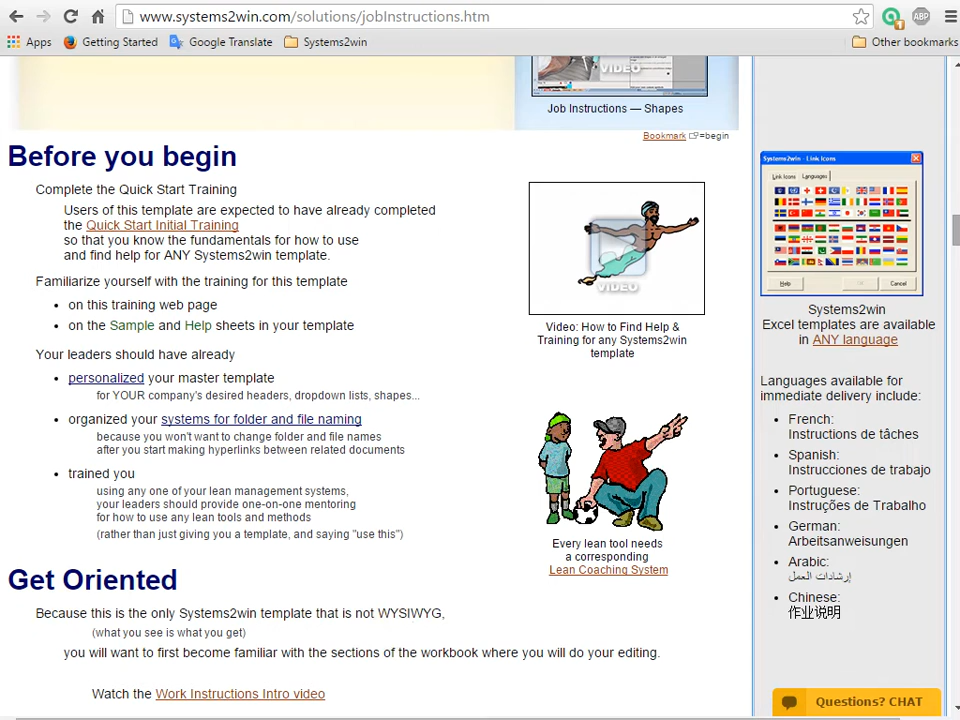 www.systems2win.com/solutions/jobInstructions.htm
ABP
Apps Getting Started Google Translate Systems2win Other bookmarks
VIDEO
Job Instructions — Shapes
Bookmark =begin
Before you begin
Complete the Quick Start Training
Users of this template are expected to have already completed
the Quick Start Initial Training
so that you know the fundamentals for how to use
and find help for ANY Systems2win template.
Familiarize yourself with the training for this template
• on this training web page
• on the Sample and Help sheets in your template
Your leaders should have already
• personalized your master template
for YOUR company's desired headers, dropdown lists, shapes...
• organized your systems for folder and file naming
because you won't want to change folder and file names
after you start making hyperlinks between related documents
• trained you
using any one of your lean management systems,
your leaders should provide one-on-one mentoring
for how to use any lean tools and methods
(rather than just giving you a template, and saying "use this")
VIDEO
Video: How to Find Help &
Training for any Systems2win
template
Every lean tool needs
a corresponding
Lean Coaching System
Get Oriented
Because this is the only Systems2win template that is not WYSIWYG,
(what you see is what you get)
you will want to first become familiar with the sections of the workbook where you will do your editing.
Watch the Work Instructions Intro video
Systems2win - Link Icons
Link Icons Languages
Help OK Cancel
Systems2win
Excel templates are available
in ANY language
Languages available for
immediate delivery include:
• French:
Instructions de tâches
• Spanish:
Instrucciones de trabajo
• Portuguese:
Instruções de Trabalho
• German:
Arbeitsanweisungen
• Arabic:
إرشادات العمل
• Chinese:
作业说明
Questions? CHAT